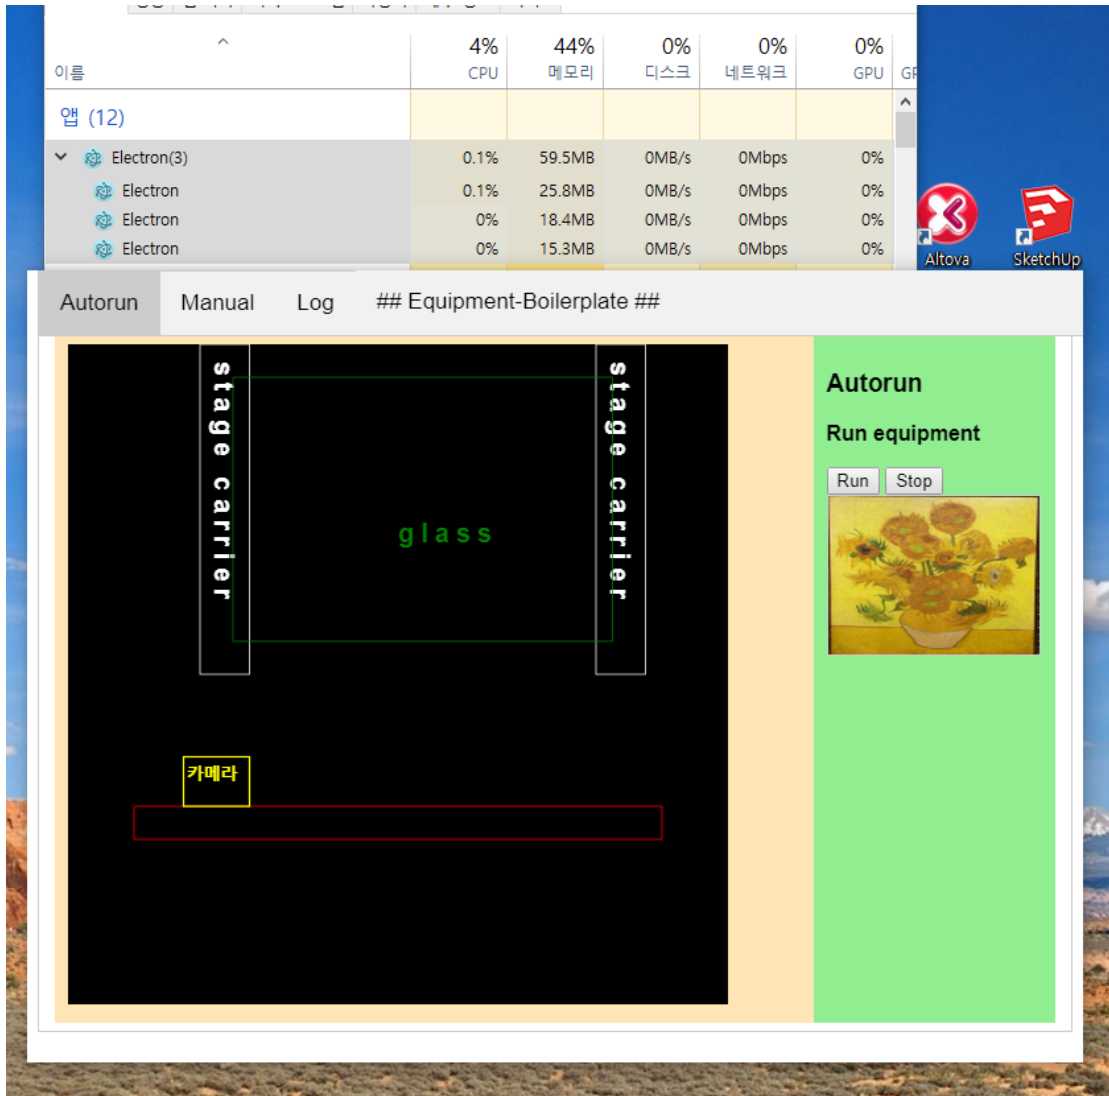 4% 44% 0% 0% 0%
이름 CPU 메모리 디스크 네트워크 GPU
앱 (12)
Electron(3) 0.1% 59.5MB 0MB/s 0Mbps 0%
Electron 0.1% 25.8MB 0MB/s 0Mbps 0%
Electron 0% 18.4MB 0MB/s 0Mbps 0%
Electron 0% 15.3MB 0MB/s 0Mbps 0%
Altova SketchUp
Autorun Manual Log ## Equipment-Boilerplate ##
stage carrier
glass
stage carrier
카메라
Autorun
Run equipment
Run Stop